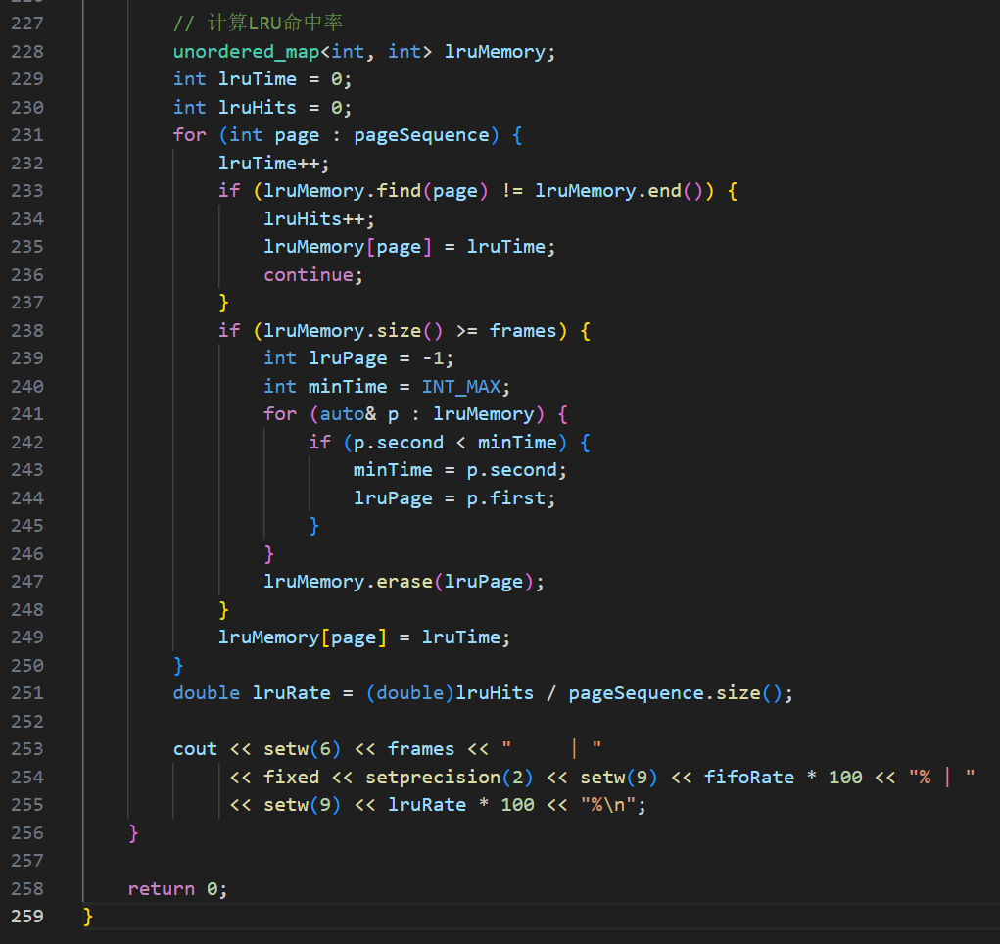 227 // 计算LRU命中率
228 unordered_map<int, int> lruMemory;
229 int lruTime = 0;
230 int lruHits = 0;
231 for (int page : pageSequence) {
232 lruTime++;
233 if (lruMemory.find(page) != lruMemory.end()) {
234 lruHits++;
235 lruMemory[page] = lruTime;
236 continue;
237 }
238 if (lruMemory.size() >= frames) {
239 int lruPage = -1;
240 int minTime = INT_MAX;
241 for (auto& p : lruMemory) {
242 if (p.second < minTime) {
243 minTime = p.second;
244 lruPage = p.first;
245 }
246 }
247 lruMemory.erase(lruPage);
248 }
249 lruMemory[page] = lruTime;
250 }
251 double lruRate = (double)lruHits / pageSequence.size();
252
253 cout << setw(6) << frames << "     | "
254 << fixed << setprecision(2) << setw(9) << fifoRate * 100 << "% | "
255 << setw(9) << lruRate * 100 << "%\n";
256 }
257
258 return 0;
259 }